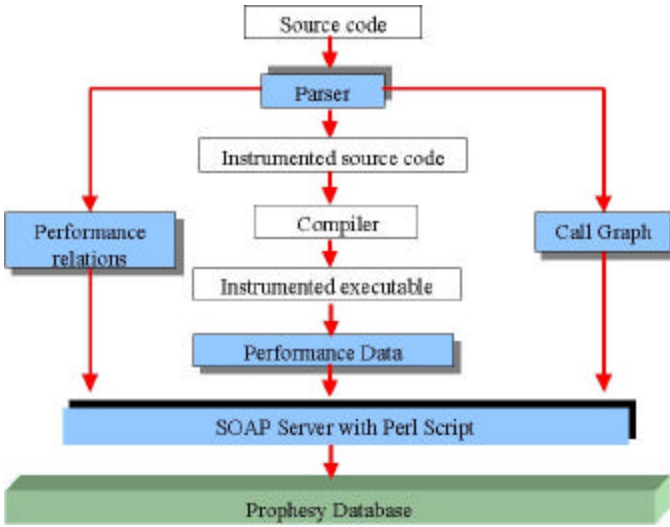 Source code
Parser
Instrumented source code
Compiler
Performance
relations
Call Graph
Instrumented executable
Performance Data
SOAP Server with Perl Script
Prophesy Database